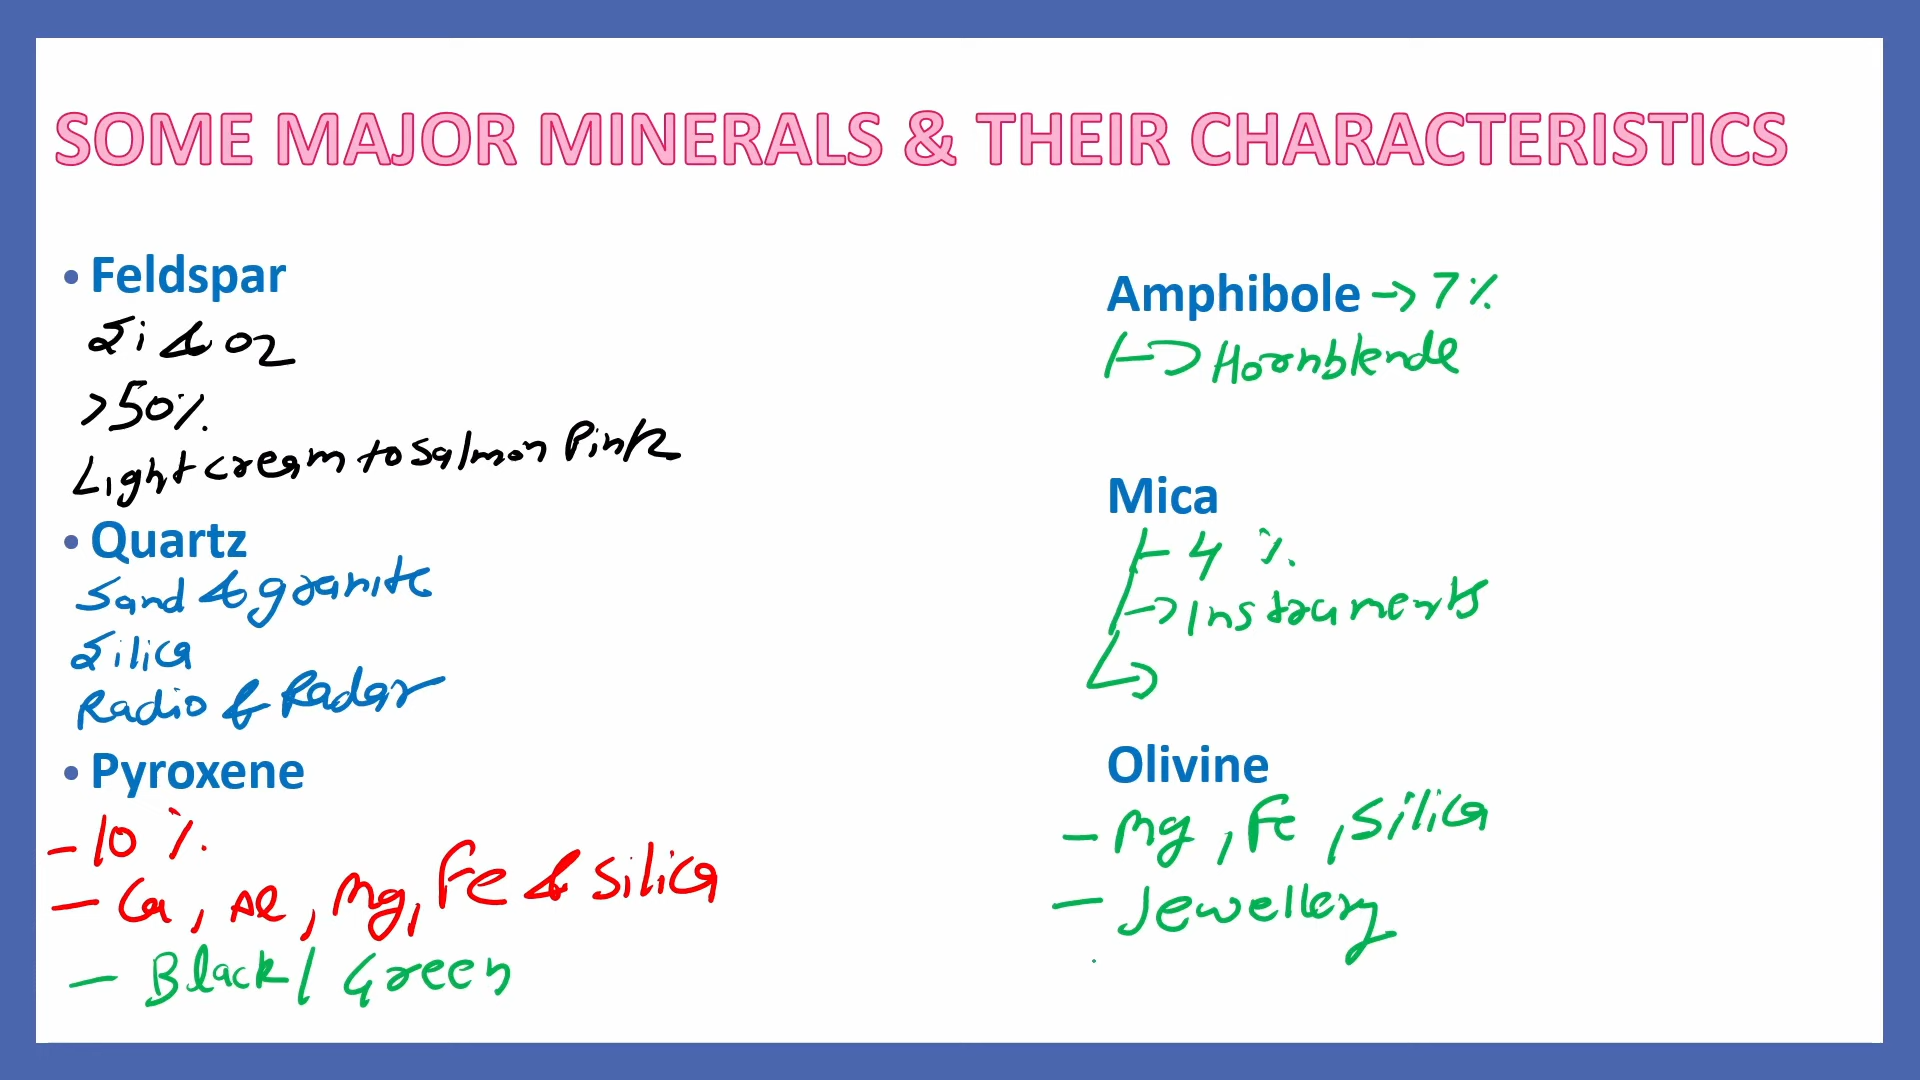 SOME MAJOR MINERALS & THEIR CHARACTERISTICS
• Feldspar
Si & O2
>50%.
Light cream to salmon Pink
• Quartz
Sand & granite
Silica
Radio & Radar
• Pyroxene
- 10 %.
- Ca, Al, Mg, Fe & Silica
- Black / Green
Amphibole → 7 %
→ Hornblende
Mica
- 4 %.
→ Instruments
Olivine
- Mg, Fe, Silica
- Jewellery